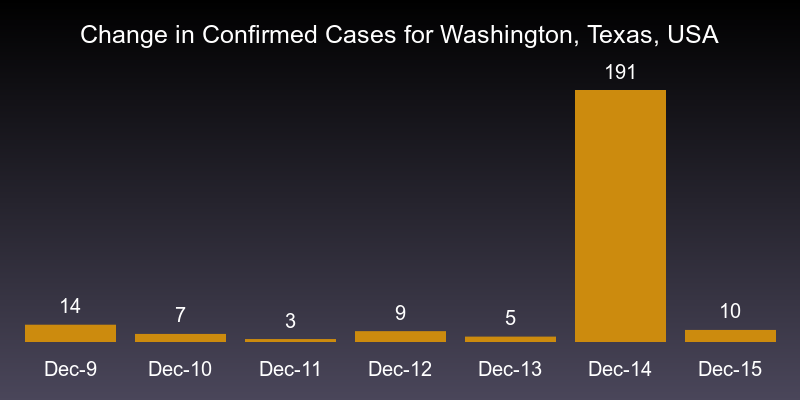 Change in Confirmed Cases for Washington, Texas, USA
191
14
7
3
9
5
10
Dec-9
Dec-10
Dec-11
Dec-12
Dec-13
Dec-14
Dec-15